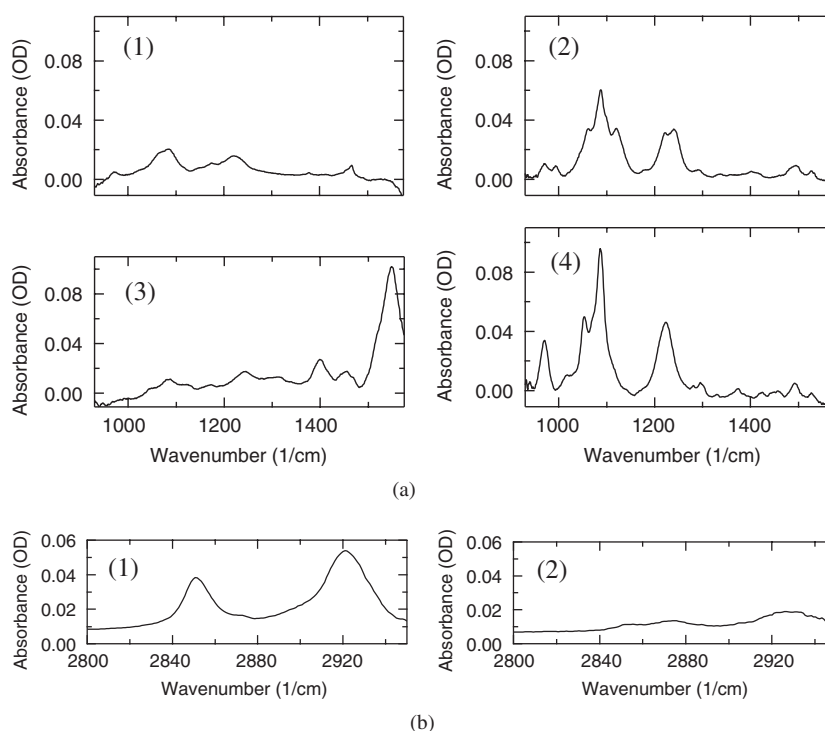 (1)
Absorbance (OD)
0.08
0.04
0.00
(2)
Absorbance (OD)
0.08
0.04
0.00
(3)
Absorbance (OD)
0.08
0.04
0.00
1000 1200 1400
Wavenumber (1/cm)
(4)
Absorbance (OD)
0.08
0.04
0.00
1000 1200 1400
Wavenumber (1/cm)
(a)
(1)
Absorbance (OD)
0.06
0.04
0.02
0.00
2800 2840 2880 2920
Wavenumber (1/cm)
(2)
Absorbance (OD)
0.06
0.04
0.02
0.00
2800 2840 2880 2920
Wavenumber (1/cm)
(b)